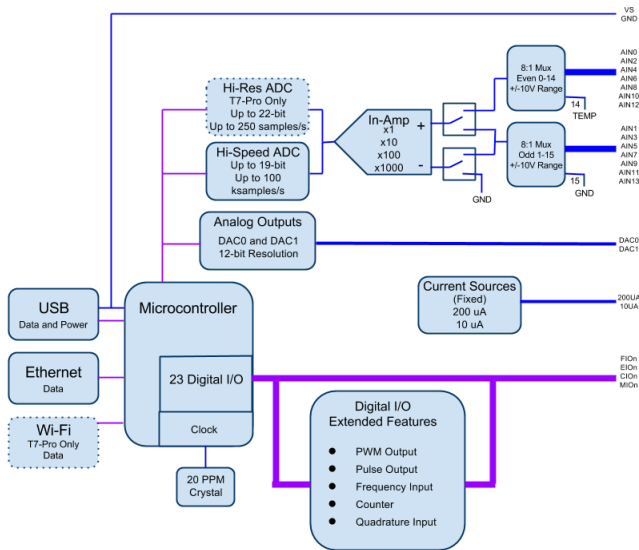 VS
GND
Hi-Res ADC
T7-Pro Only
Up to 22-bit
Up to 250 samples/s
Hi-Speed ADC
Up to 19-bit
Up to 100
ksamples/s
In-Amp
x1
x10
x100
x1000
+
-
GND
8:1 Mux
Even 0-14
+/-10V Range
14
TEMP
8:1 Mux
Odd 1-15
+/-10V Range
15
GND
AIN0
AIN2
AIN4
AIN6
AIN8
AIN10
AIN12
AIN1
AIN3
AIN5
AIN7
AIN9
AIN11
AIN13
Analog Outputs
DAC0 and DAC1
12-bit Resolution
DAC0
DAC1
USB
Data and Power
Microcontroller
Current Sources
(Fixed)
200 uA
10 uA
200UA
10UA
Ethernet
Data
23 Digital I/O
FIOn
EIOn
CIOn
MIOn
Wi-Fi
T7-Pro Only
Data
Clock
20 PPM
Crystal
Digital I/O
Extended Features
● PWM Output
● Pulse Output
● Frequency Input
● Counter
● Quadrature Input